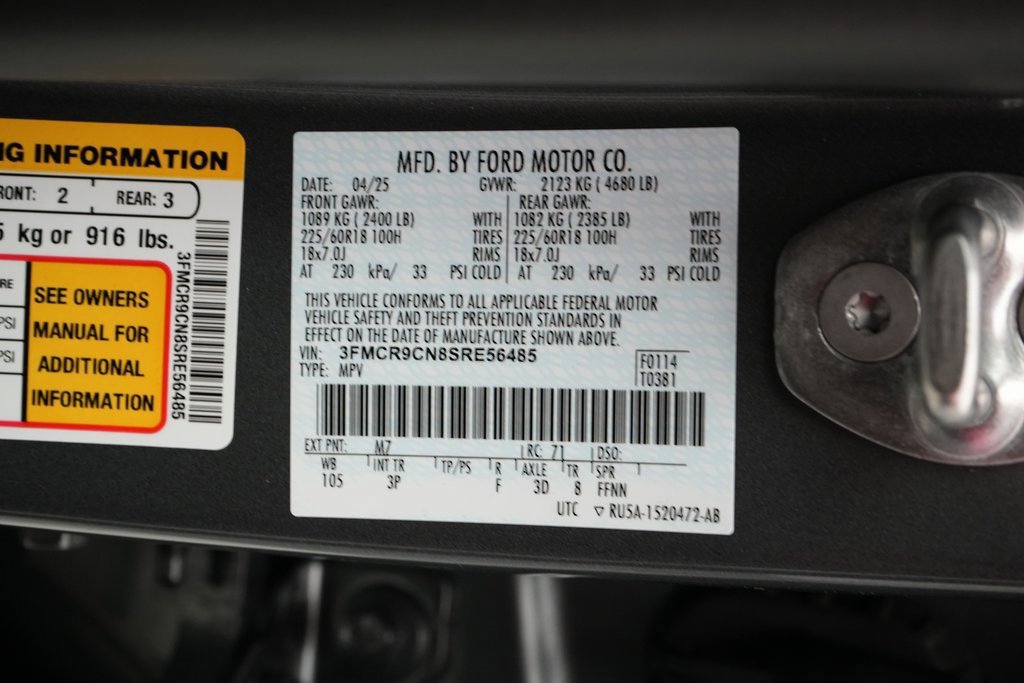 NG INFORMATION
RONT: 2 REAR: 3
5 kg or 916 lbs.
RE
PSI
PSI
SEE OWNERS
MANUAL FOR
ADDITIONAL
INFORMATION
3FMCR9CN8SRE56485
MFD. BY FORD MOTOR CO.
DATE: 04/25 GVWR: 2123 KG ( 4680 LB)
FRONT GAWR: REAR GAWR:
1089 KG ( 2400 LB) WITH 1082 KG ( 2385 LB) WITH
225/60R18 100H TIRES 225/60R18 100H TIRES
18x7.0J RIMS 18x7.0J RIMS
AT 230 kPa/ 33 PSI COLD AT 230 kPa/ 33 PSI COLD
THIS VEHICLE CONFORMS TO ALL APPLICABLE FEDERAL MOTOR
VEHICLE SAFETY AND THEFT PREVENTION STANDARDS IN
EFFECT ON THE DATE OF MANUFACTURE SHOWN ABOVE.
VIN: 3FMCR9CN8SRE56485 F0114
TYPE: MPV T0381
EXT PNT: M7 RC: 71 DSO:
WB INT TR TP/PS R AXLE TR SPR
105 3P F 3D 8 FFNN
UTC ▽ RU5A-1520472-AB